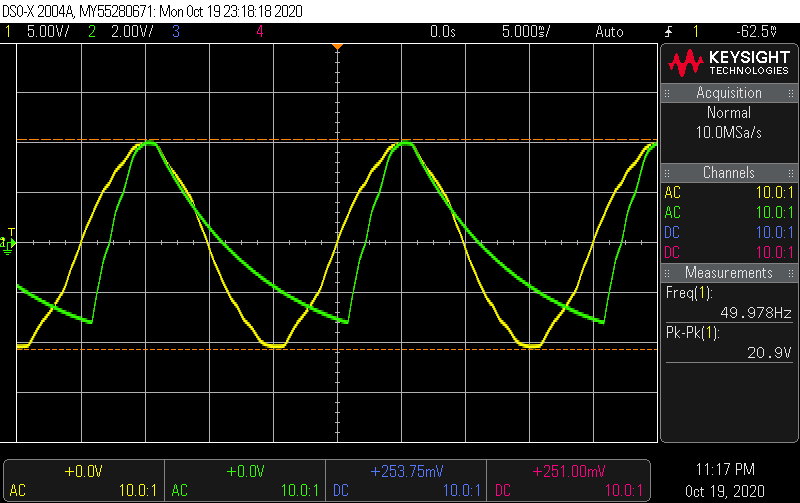 DSO-X 2004A, MY55280671: Mon Oct 19 23:18:18 2020
1 5.00V/ 2 2.00V/ 3 4 0.0s 5.000s/ Auto 1 -62.5V
KEYSIGHT
TECHNOLOGIES
Acquisition
Normal
10.0MSa/s
Channels
AC 10.0:1
AC 10.0:1
DC 10.0:1
DC 10.0:1
Measurements
Freq(1):
49.978Hz
Pk-Pk(1):
20.9V
T
2
+0.0V +0.0V +253.75mV +251.00mV
AC 10.0:1 AC 10.0:1 DC 10.0:1 DC 10.0:1
11:17 PM
Oct 19, 2020